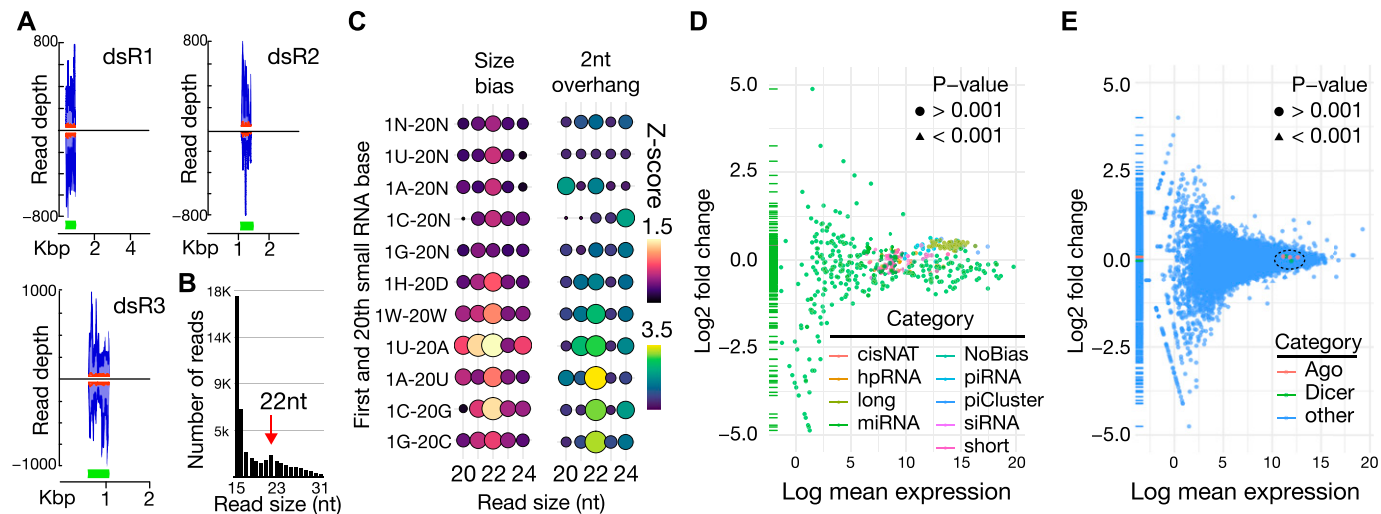 A
800
dsR1
Read depth
−800
Kbp
2
4
800
dsR2
−800
1
2
1000
dsR3
Read depth
−1000
Kbp
1
2
B
18K
14K
9K
5k
Number of reads
22nt
15
23
31
Read size (nt)
C
Size
bias
2nt
overhang
First and 20th small RNA base
1N-20N
1U-20N
1A-20N
1C-20N
1G-20N
1H-20D
1W-20W
1U-20A
1A-20U
1C-20G
1G-20C
20 22 24
20 22 24
Read size (nt)
Z-score
1.5
3.5
D
5.0
2.5
0.0
−2.5
−5.0
Log2 fold change
P−value
> 0.001
< 0.001
Category
cisNAT
hpRNA
long
miRNA
NoBias
piRNA
piCluster
siRNA
short
0 5 10 15 20
Log mean expression
E
5.0
2.5
0.0
−2.5
−5.0
Log2 fold change
P−value
> 0.001
< 0.001
Category
Ago
Dicer
other
0 5 10 15 20
Log mean expression